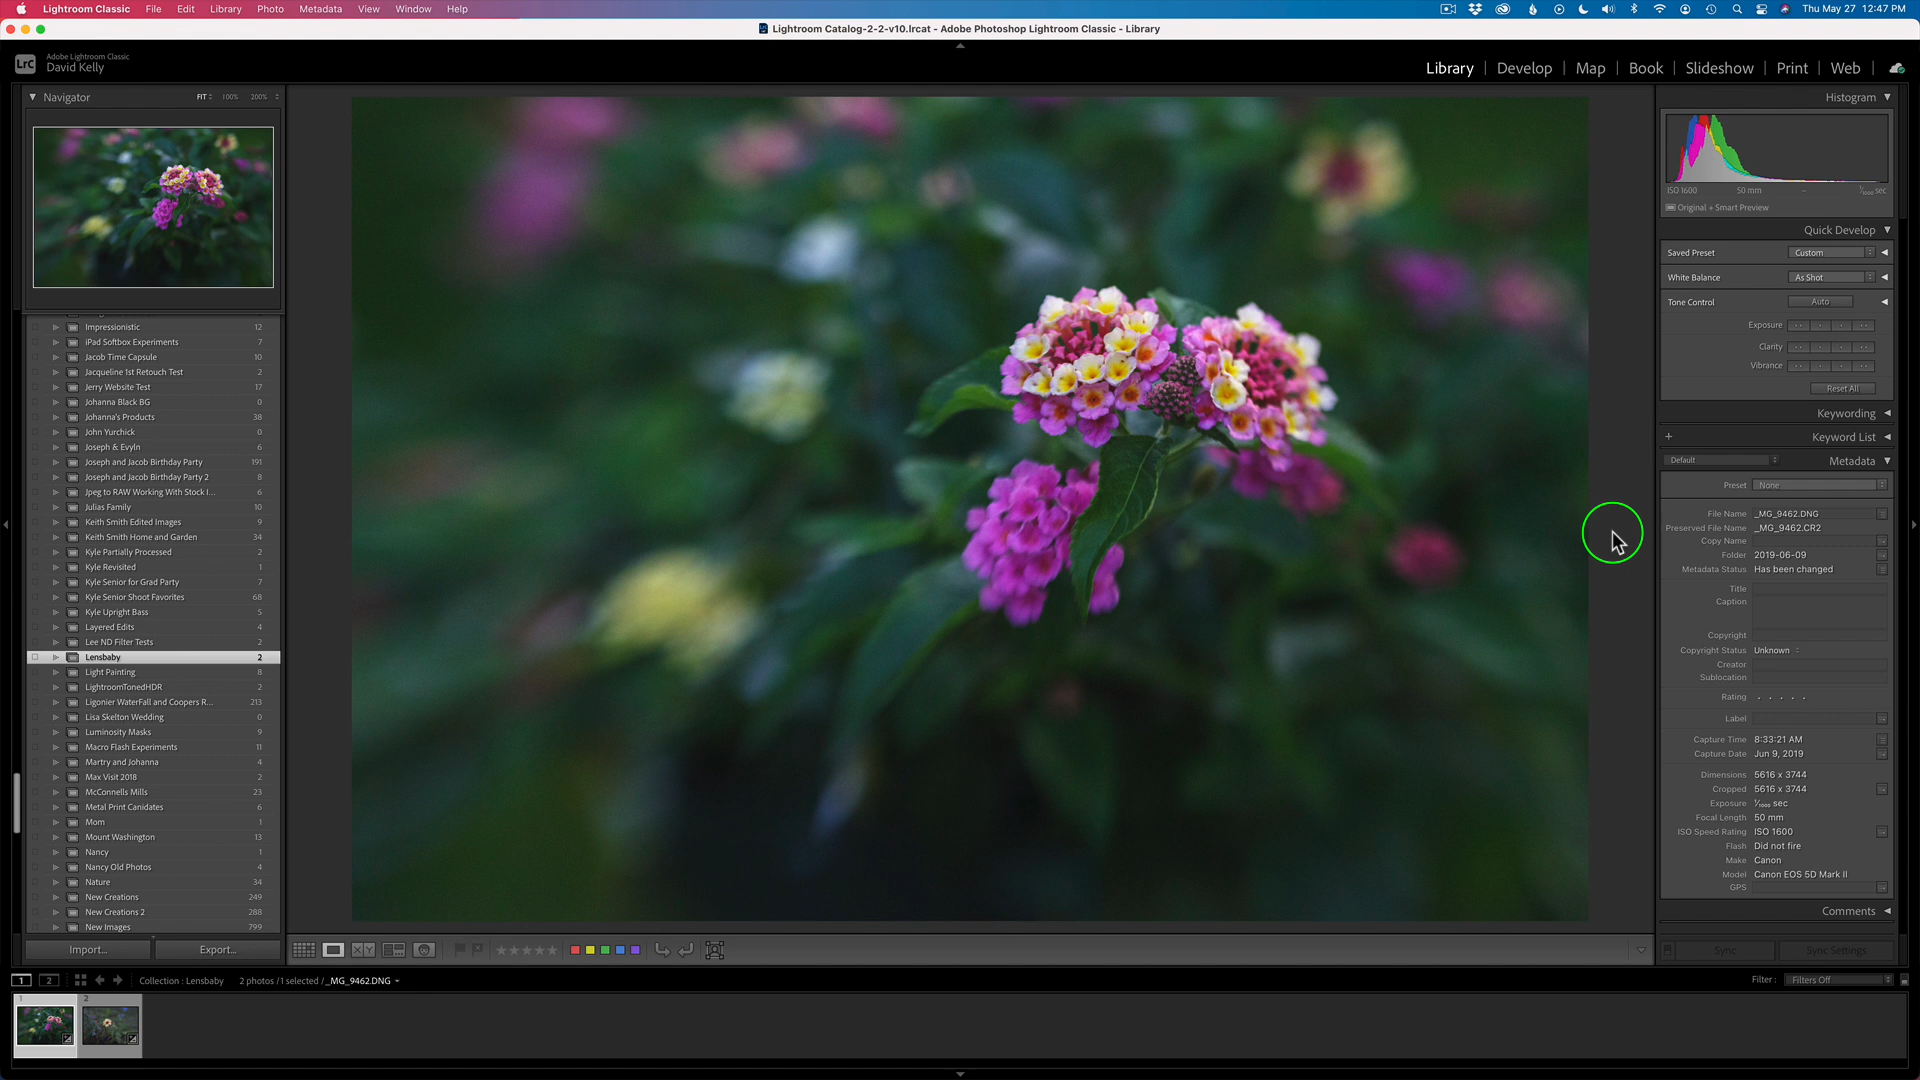 Lightroom Classic File Edit Library Photo Metadata View Window Help Thu May 27 12:47 PM
Lightroom Catalog-2-2-v10.lrcat - Adobe Photoshop Lightroom Classic - Library
LrC Adobe Lightroom Classic
David Kelly
Library | Develop | Map | Book | Slideshow | Print | Web
Navigator FIT 100% 200%
Impressionistic 12
iPad Softbox Experiments 7
Jacob Time Capsule 10
Jacqueline 1st Retouch Test 2
Jerry Website Test 17
Johanna Black BG 0
Johanna's Products 38
John Yurchick 0
Joseph & Evyln 6
Joseph and Jacob Birthday Party 191
Joseph and Jacob Birthday Party 2 8
Jpeg to RAW Working With Stock I... 6
Julias Family 10
Keith Smith Edited Images 9
Keith Smith Home and Garden 34
Kyle Partially Processed 2
Kyle Revisited 1
Kyle Senior for Grad Party 7
Kyle Senior Shoot Favorites 68
Kyle Upright Bass 5
Layered Edits 4
Lee ND Filter Tests 2
Lensbaby 2
Light Painting 8
LightroomTonedHDR 2
Ligonier WaterFall and Coopers R... 213
Lisa Skelton Wedding 0
Luminosity Masks 9
Macro Flash Experiments 11
Martry and Johanna 4
Max Visit 2018 2
McConnells Mills 23
Metal Print Canidates 6
Mom 1
Mount Washington 13
Nancy 1
Nancy Old Photos 4
Nature 34
New Creations 249
New Creations 2 288
New Images 799
Import... Export...
Histogram
ISO 1600 50 mm – 1/1000 sec
Original + Smart Preview
Quick Develop
Saved Preset Custom
White Balance As Shot
Tone Control Auto
Exposure
Clarity
Vibrance
Reset All
Keywording
+ Keyword List
Default Metadata
Preset None
File Name _MG_9462.DNG
Preserved File Name _MG_9462.CR2
Copy Name
Folder 2019-06-09
Metadata Status Has been changed
Title
Caption
Copyright
Copyright Status Unknown
Creator
Sublocation
Rating . . . . .
Label
Capture Time 8:33:21 AM
Capture Date Jun 9, 2019
Dimensions 5616 x 3744
Cropped 5616 x 3744
Exposure 1/1000 sec
Focal Length 50 mm
ISO Speed Rating ISO 1600
Flash Did not fire
Make Canon
Model Canon EOS 5D Mark II
GPS
Comments
Sync Sync Settings
1 2 Collection : Lensbaby 2 photos / 1 selected / _MG_9462.DNG Filter : Filters Off
1 2